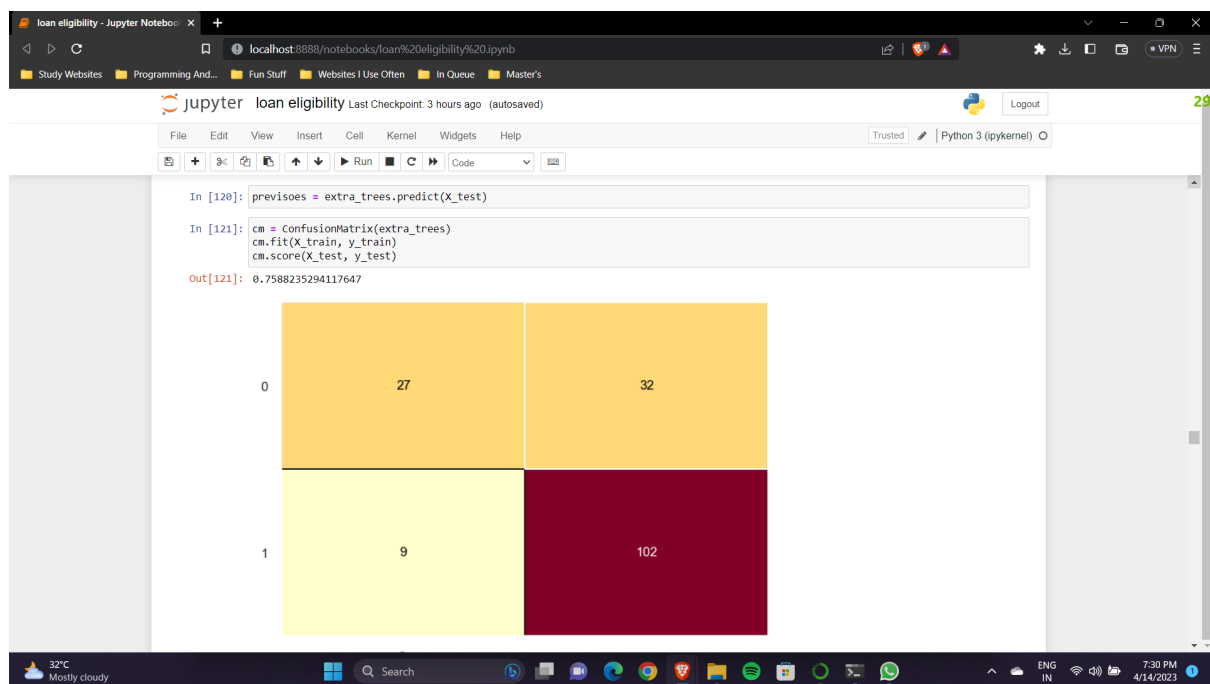 loan eligibility - Jupyter Notebool
localhost:8888/notebooks/loan%20eligibility%20.ipynb
VPN
Study Websites Programming And... Fun Stuff Websites I Use Often In Queue Master's
jupyter loan eligibility Last Checkpoint: 3 hours ago (autosaved)
Logout
29
File Edit View Insert Cell Kernel Widgets Help
Trusted Python 3 (ipykernel)
Run Code
In [120]: previsoes = extra_trees.predict(X_test)
In [121]: cm = ConfusionMatrix(extra_trees)
cm.fit(X_train, y_train)
cm.score(X_test, y_test)
Out[121]: 0.7588235294117647
0 27 32
1 9 102
32°C
Mostly cloudy
Search
ENG
IN
7:30 PM
4/14/2023
1